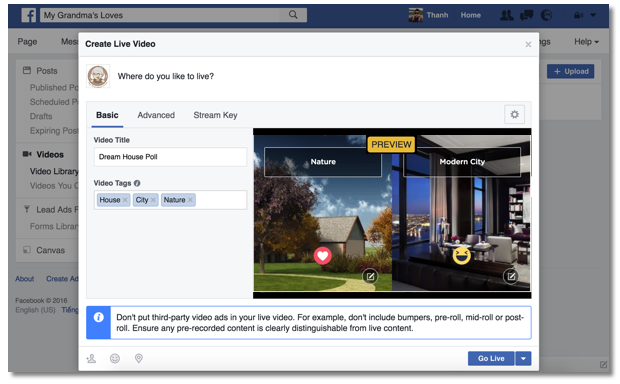 My Grandma's Loves
Thanh
Home
Page
Help
Create Live Video
Where do you like to live?
Upload
Posts
Published Po
Scheduled P
Drafts
Expiring Post
Videos
Video Library
Videos You C
Lead Ads F
Forms Librar
Canvas
About Create Ad
Facebook © 2016
English (US) Tiếng
Basic Advanced Stream Key
Video Title
Dream House Poll
Video Tags
House City Nature
PREVIEW
Nature
Modern City
Don't put third-party video ads in your live video. For example, don't include bumpers, pre-roll, mid-roll or post-
roll. Ensure any pre-recorded content is clearly distinguishable from live content.
Go Live